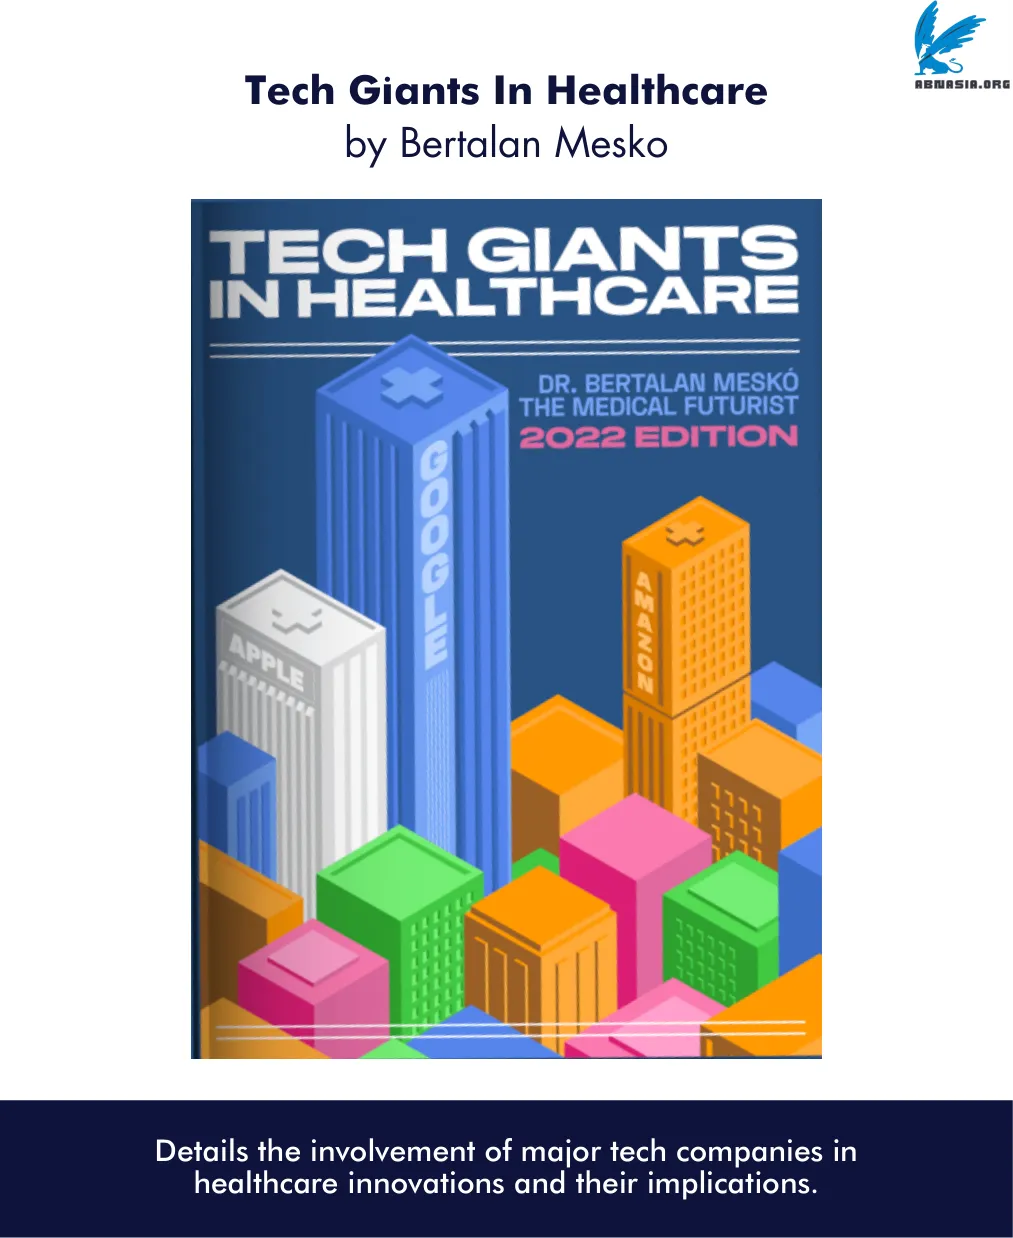 ABNASIA.ORG
Tech Giants In Healthcare
by Bertalan Mesko
TECH GIANTS
IN HEALTHCARE
DR. BERTALAN MESKÓ
THE MEDICAL FUTURIST
2022 EDITION
GOOGLE
AMAZON
APPLE
Details the involvement of major tech companies in
healthcare innovations and their implications.